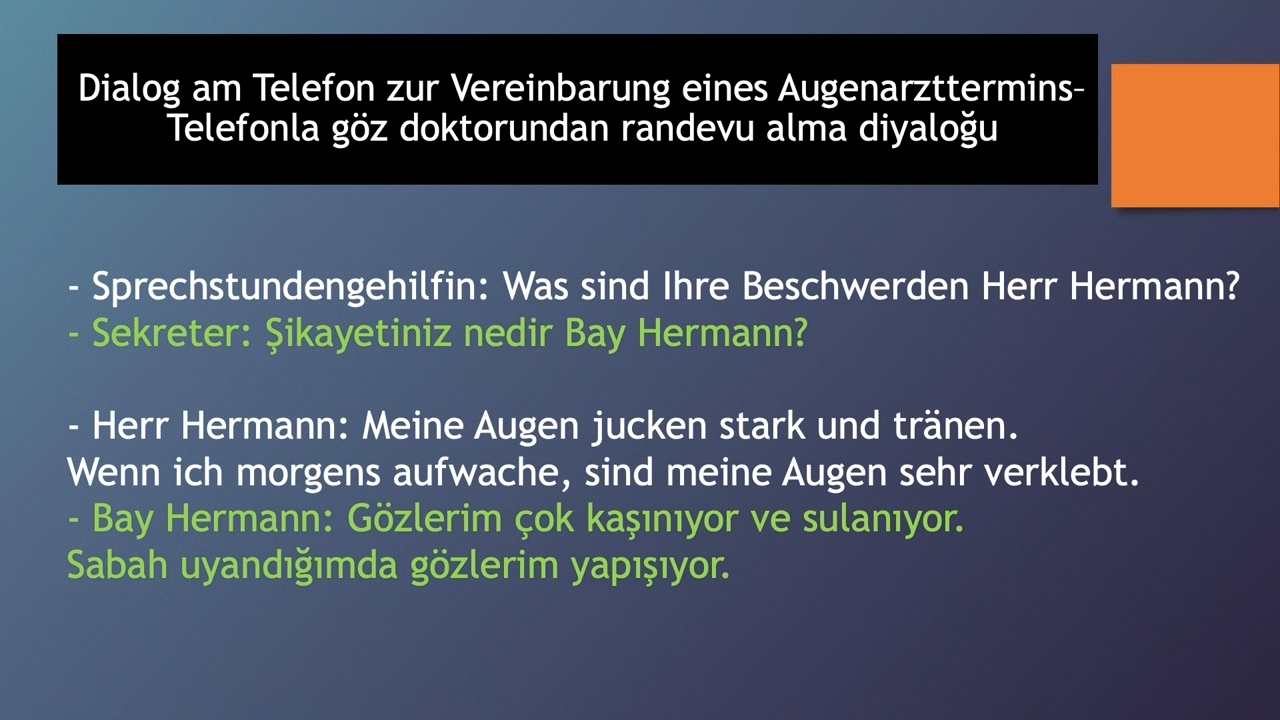 Dialog am Telefon zur Vereinbarung eines Augenarzttermins–
Telefonla göz doktorundan randevu alma diyaloğu
- Sprechstundengehilfin: Was sind Ihre Beschwerden Herr Hermann?
- Sekreter: Şikayetiniz nedir Bay Hermann?
- Herr Hermann: Meine Augen jucken stark und tränen.
Wenn ich morgens aufwache, sind meine Augen sehr verklebt.
- Bay Hermann: Gözlerim çok kaşınıyor ve sulanıyor.
Sabah uyandığımda gözlerim yapışıyor.